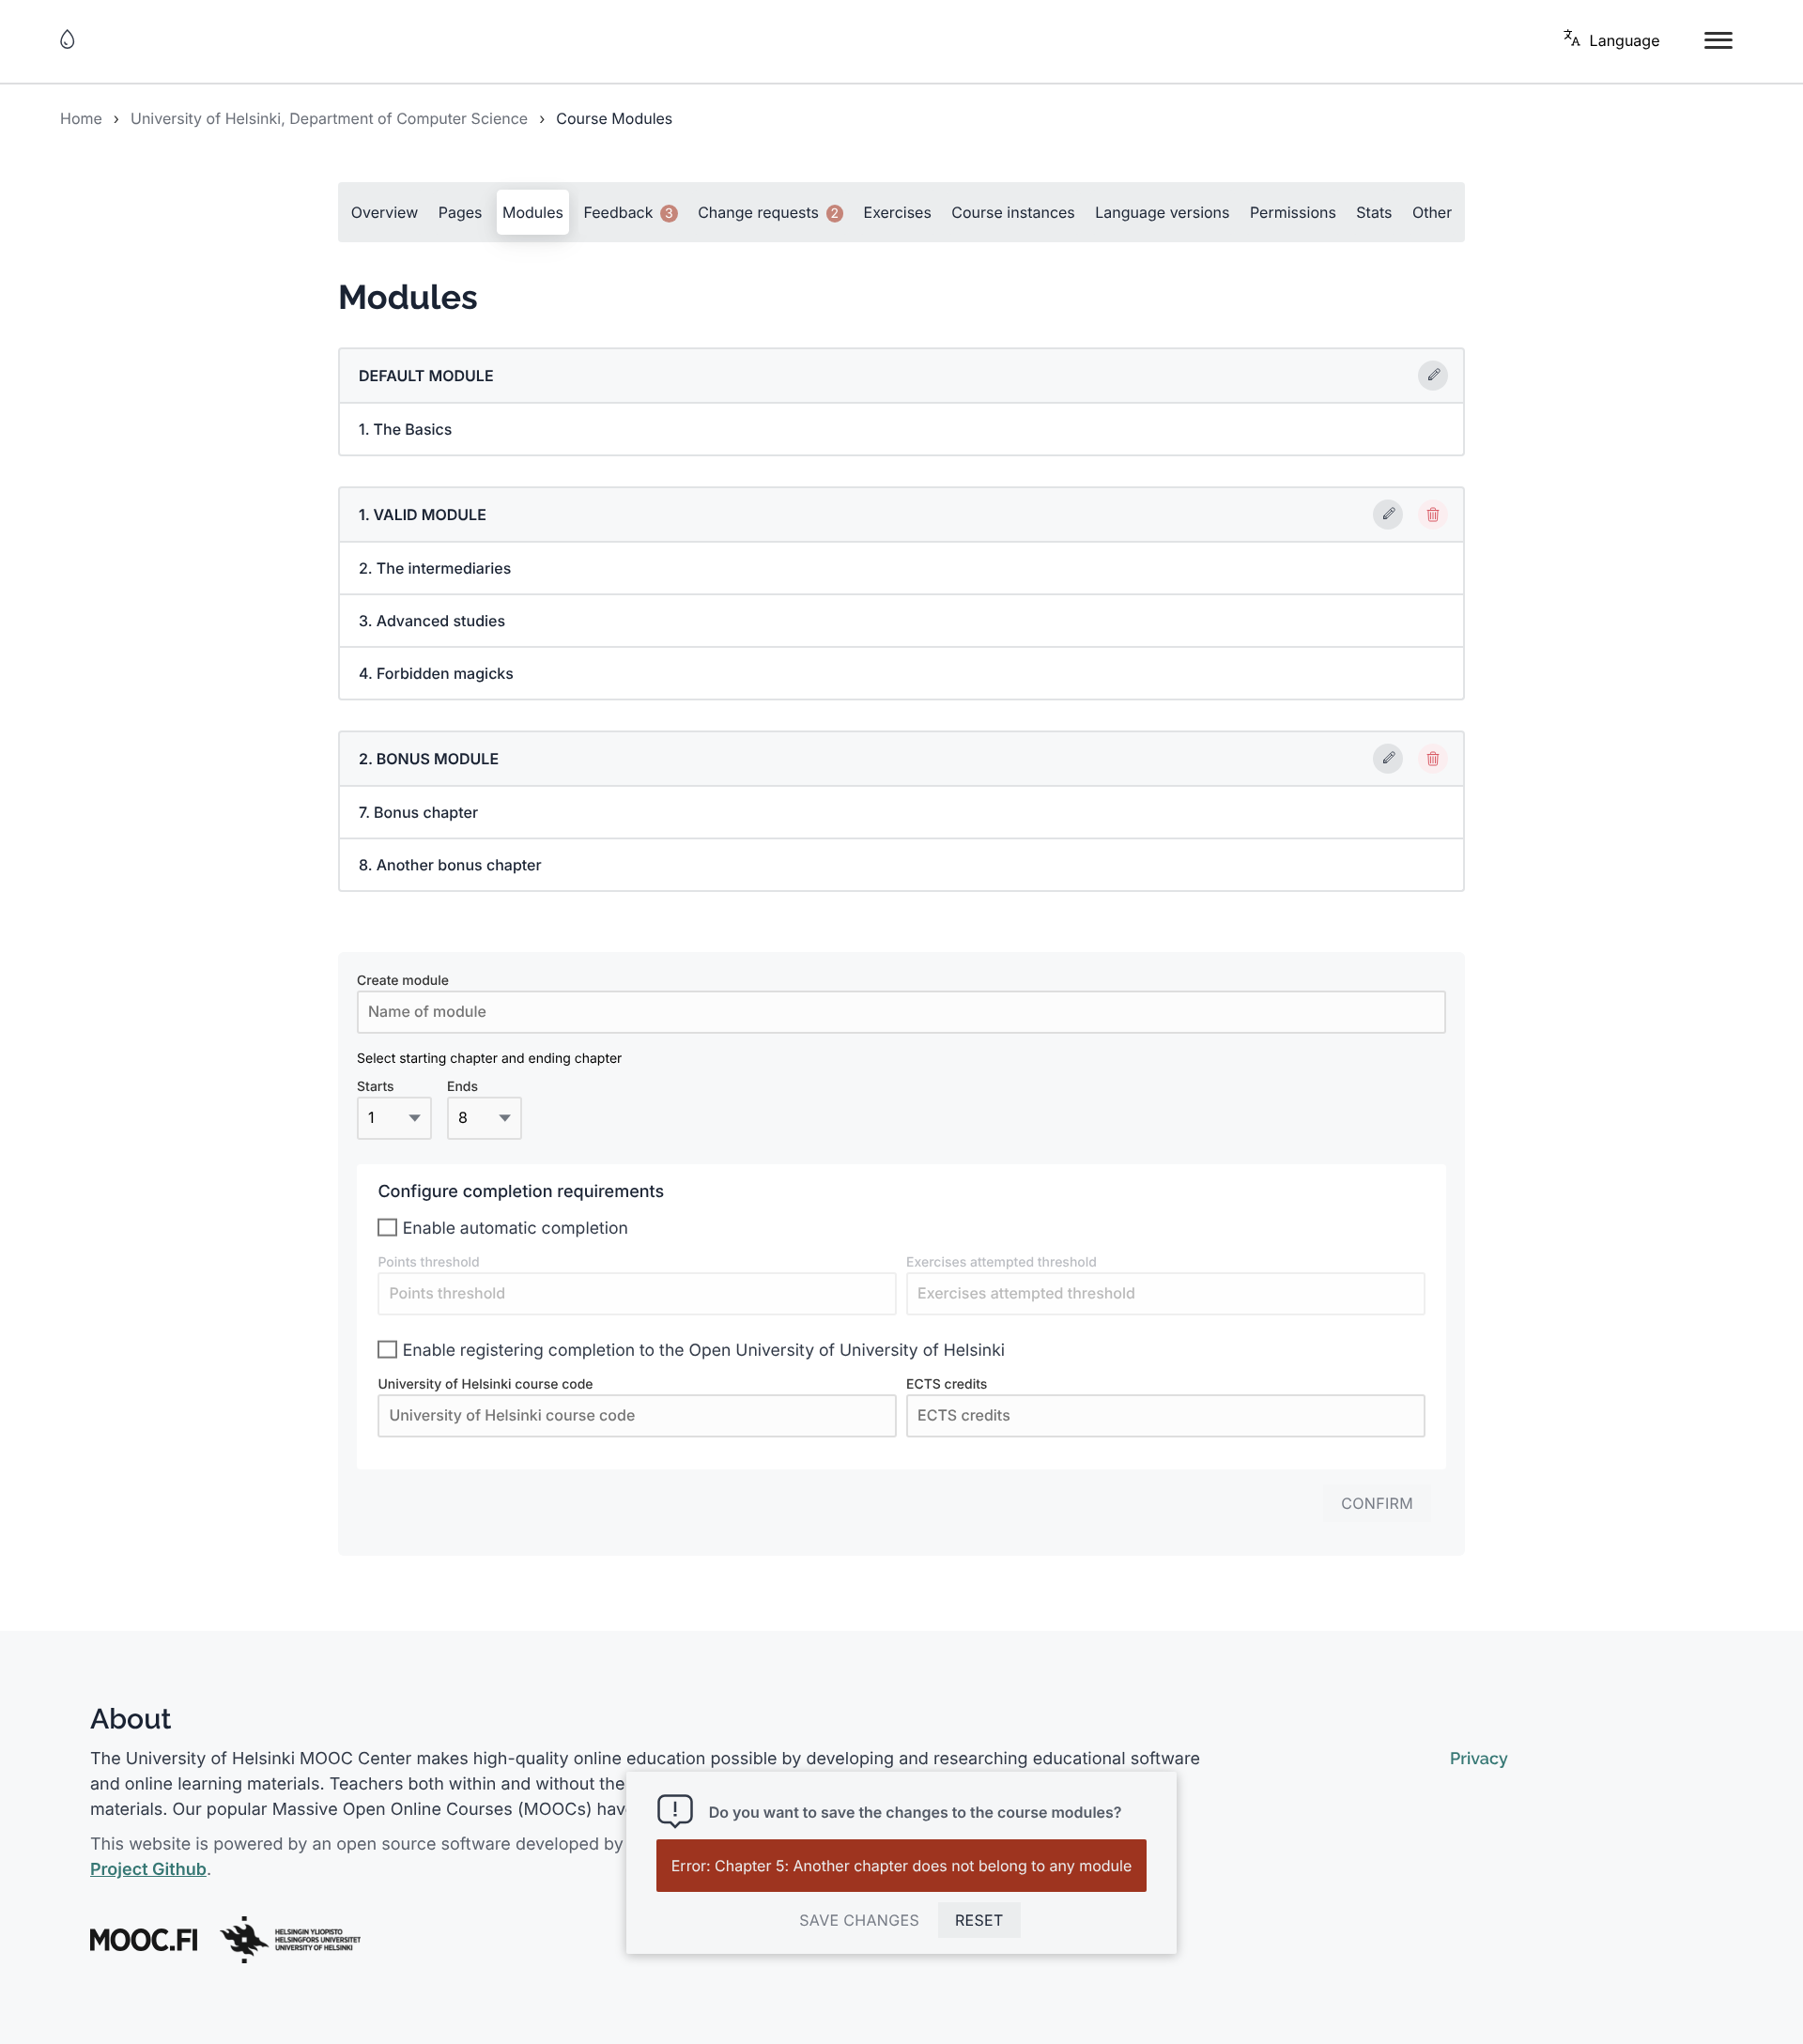 Language
Home › University of Helsinki, Department of Computer Science › Course Modules
Overview Pages Modules Feedback 3 Change requests 2 Exercises Course instances Language versions Permissions Stats Other
Modules
DEFAULT MODULE
1. The Basics
1. VALID MODULE
2. The intermediaries
3. Advanced studies
4. Forbidden magicks
2. BONUS MODULE
7. Bonus chapter
8. Another bonus chapter
Create module
Name of module
Select starting chapter and ending chapter
Starts Ends
1 8
Configure completion requirements
Enable automatic completion
Points threshold Exercises attempted threshold
Points threshold Exercises attempted threshold
Enable registering completion to the Open University of University of Helsinki
University of Helsinki course code ECTS credits
University of Helsinki course code ECTS credits
CONFIRM
About
The University of Helsinki MOOC Center makes high-quality online education possible by developing and researching educational software
and online learning materials. Teachers both within and without the
materials. Our popular Massive Open Online Courses (MOOCs)
This website is powered by an open source software developed by
Project Github.
Privacy
MOOC.FI
HELSINGIN YLIOPISTO
HELSINGFORS UNIVERSITET
UNIVERSITY OF HELSINKI
Do you want to save the changes to the course modules?
Error: Chapter 5: Another chapter does not belong to any module
SAVE CHANGES RESET